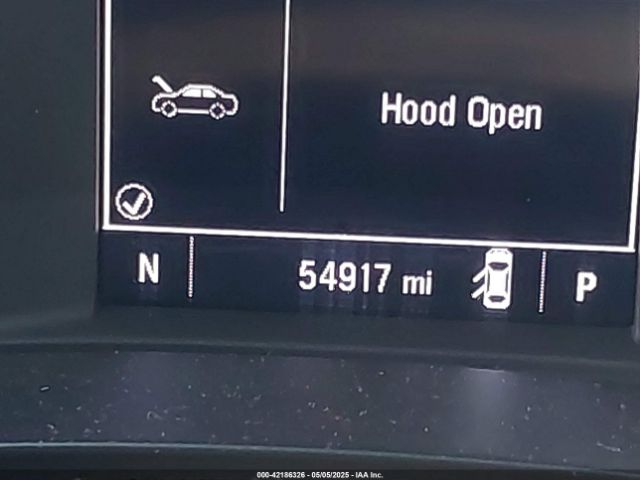 Hood Open
N 54917 mi P
000-42186326 - 05/05/2025 - IAA Inc.